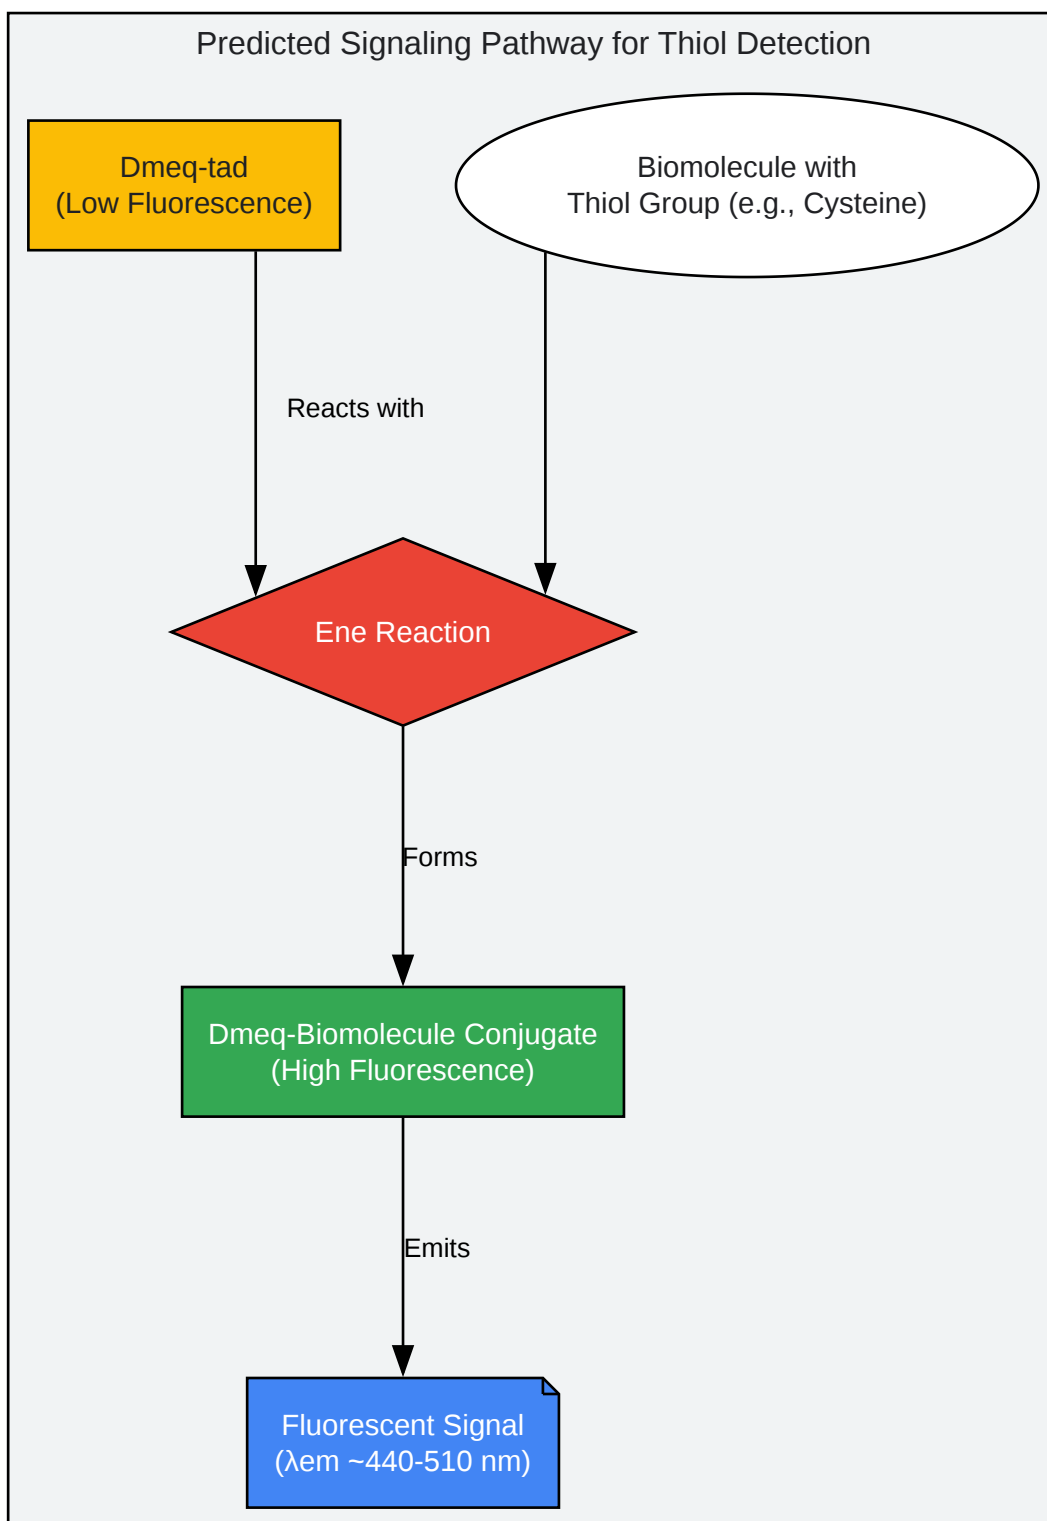 Predicted Signaling Pathway for Thiol Detection
Dmeq-tad
(Low Fluorescence)
Biomolecule with
Thiol Group (e.g., Cysteine)
Reacts with
Ene Reaction
Forms
Dmeq-Biomolecule Conjugate
(High Fluorescence)
Emits
Fluorescent Signal
(λem ~440-510 nm)